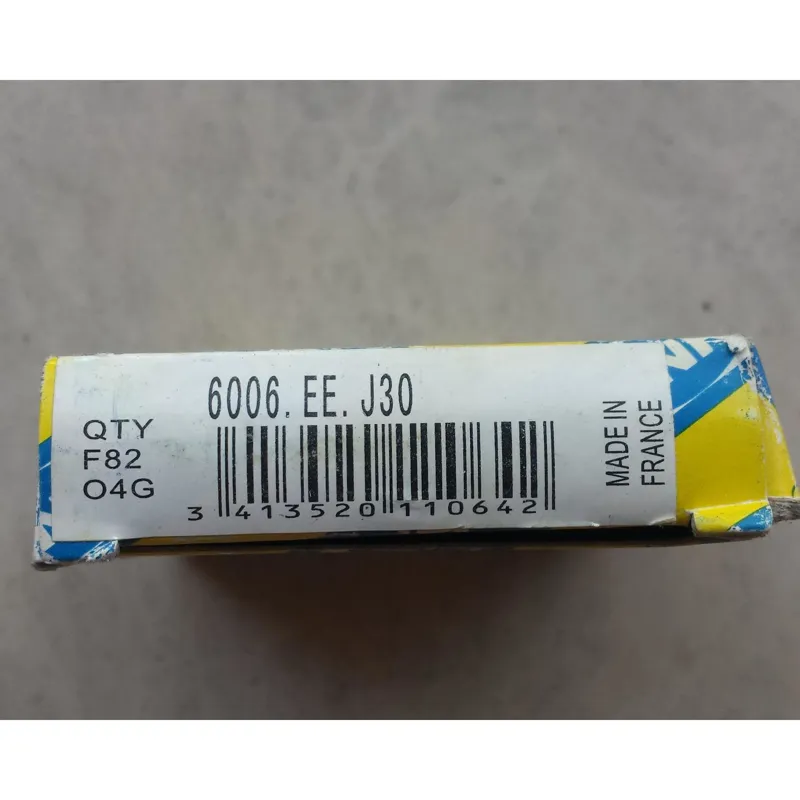 6006. EE. J30
QTY
F82
O4G
3 413520 110642
MADE IN
FRANCE